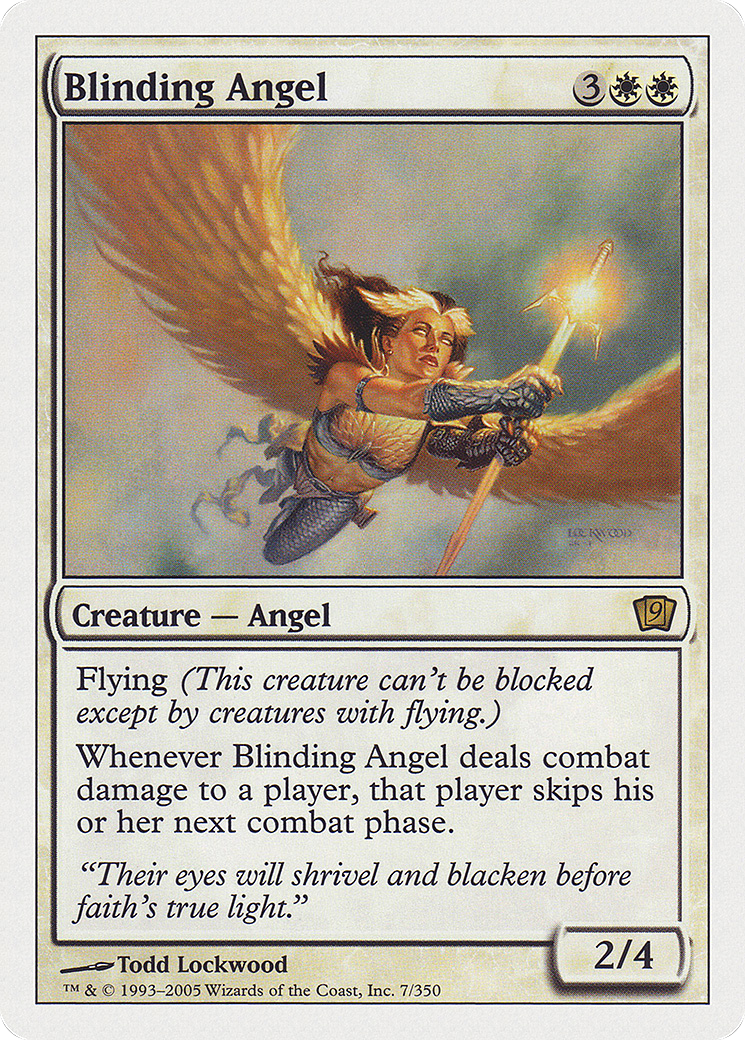 Blinding Angel 3
LOCKWOOD
Creature — Angel 9
Flying (This creature can't be blocked
except by creatures with flying.)
Whenever Blinding Angel deals combat
damage to a player, that player skips his
or her next combat phase.
“Their eyes will shrivel and blacken before
faith's true light.”
2/4
Todd Lockwood
™ & © 1993–2005 Wizards of the Coast, Inc. 7/350